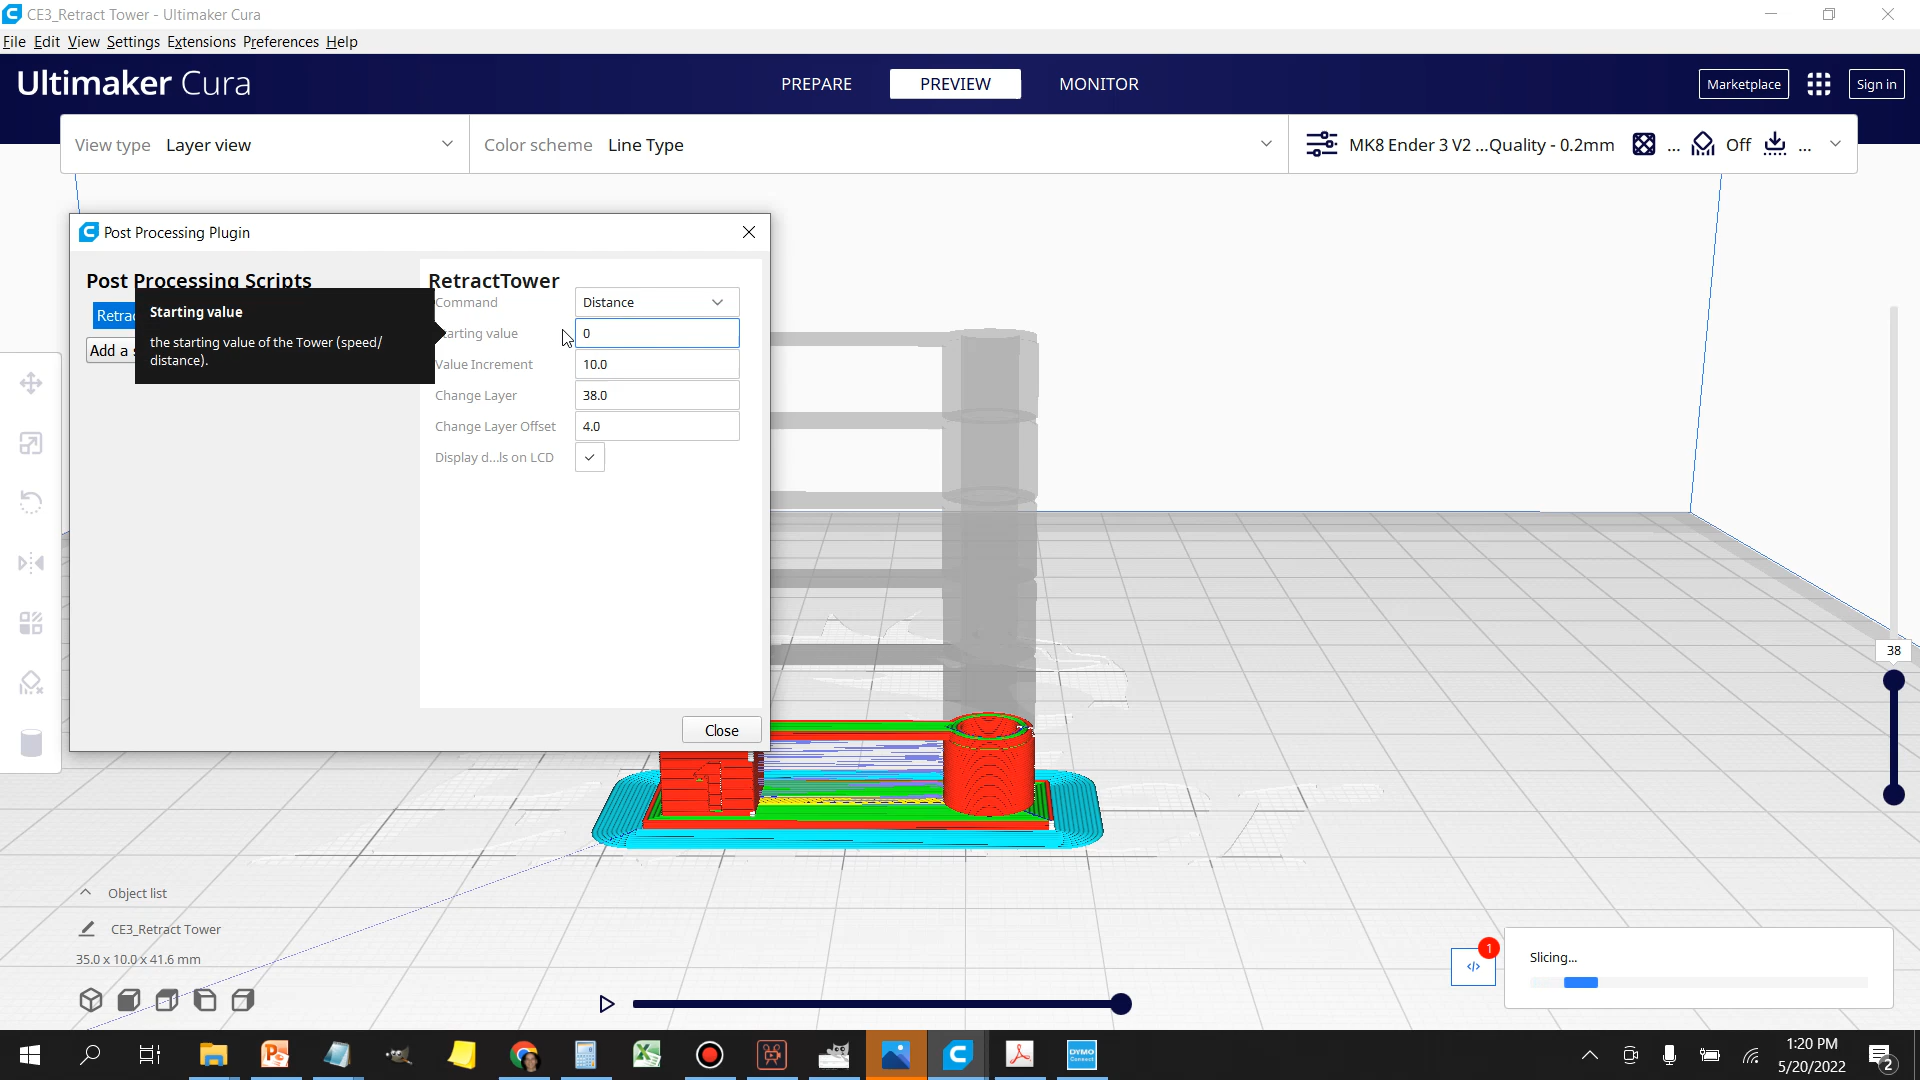 CE3_Retract Tower - Ultimaker Cura
File Edit View Settings Extensions Preferences Help
Ultimaker Cura
PREPARE
PREVIEW
MONITOR
Marketplace
Sign in
View type Layer view
Color scheme Line Type
MK8 Ender 3 V2 ...Quality - 0.2mm
...
Off
...
Post Processing Plugin
Post Processing Scripts
Retrac
Add a s
Starting value
the starting value of the Tower (speed/
distance).
RetractTower
Command Distance
arting value 0
Value Increment 10.0
Change Layer 38.0
Change Layer Offset 4.0
Display d...ls on LCD
Close
38
1
Object list
CE3_Retract Tower
35.0 x 10.0 x 41.6 mm
1
Slicing...
DYMO
Connect
1:20 PM
5/20/2022
2